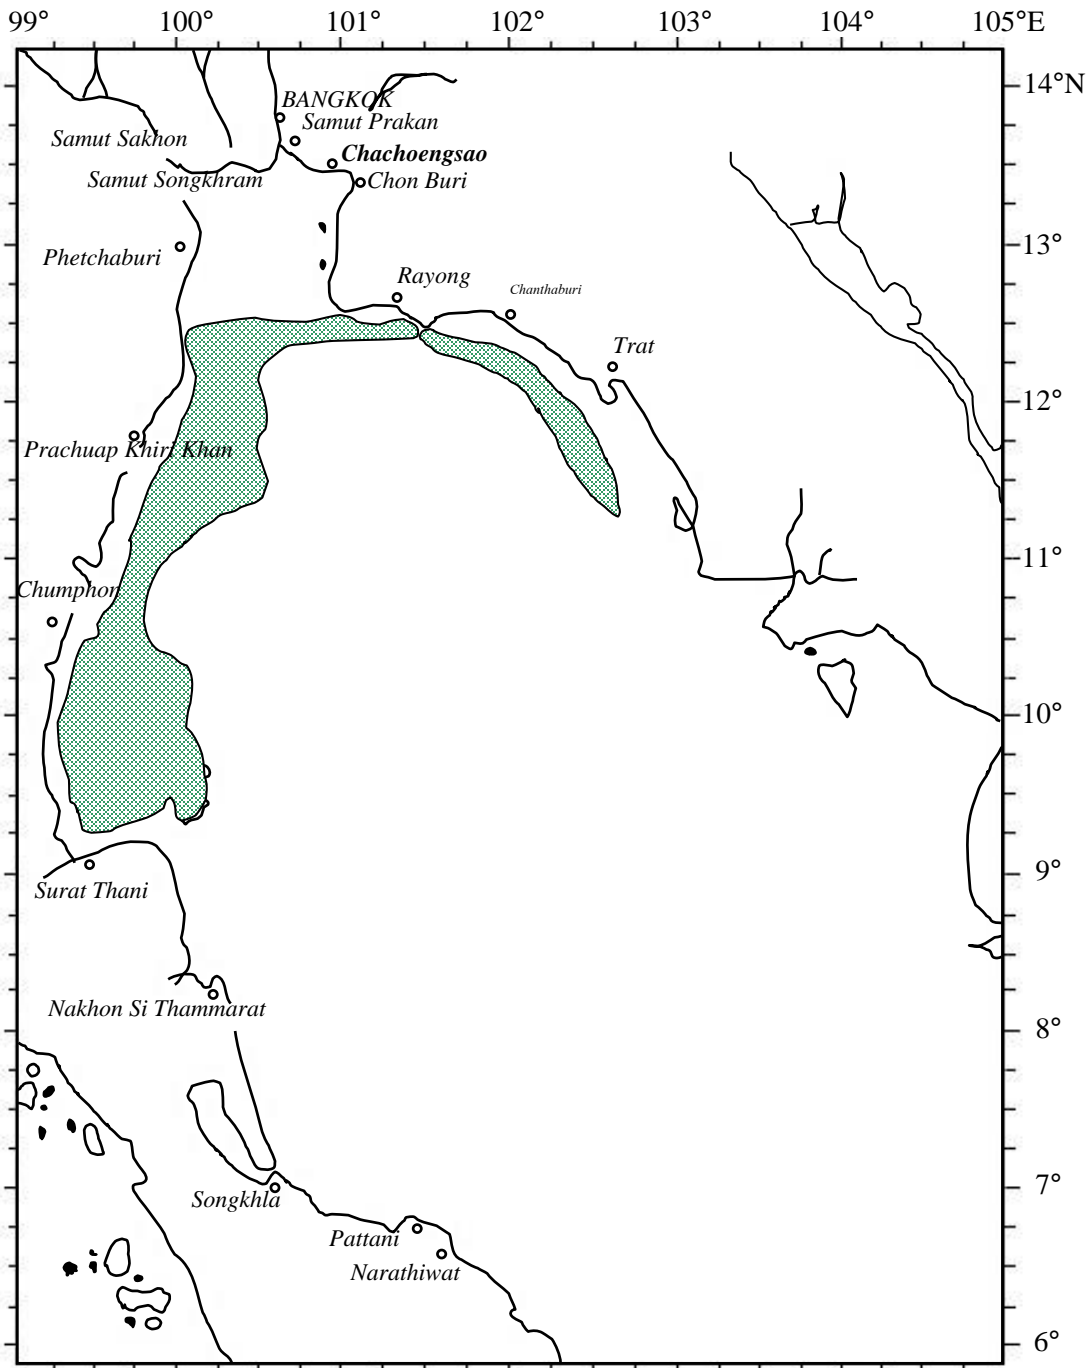 99° 100° 101° 102° 103° 104° 105°E
14°N
BANGKOK
Samut Prakan
Samut Sakhon
Chachoengsao
Samut Songkhram
Chon Buri
13°
Phetchaburi
Rayong
Chanthaburi
Trat
12°
Prachuap Khiri Khan
11°
Chumphon
10°
9°
Surat Thani
Nakhon Si Thammarat
8°
7°
Songkhla
Pattani
Narathiwat
6°